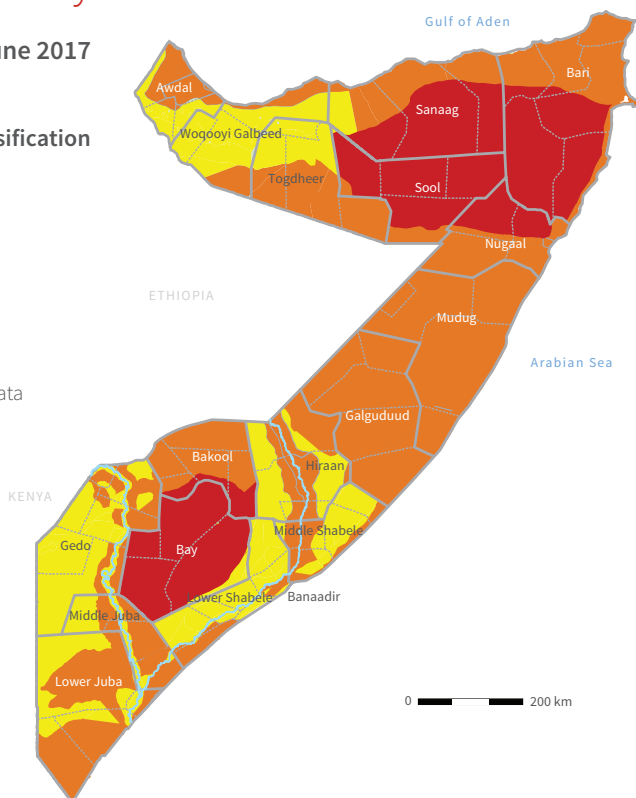 une 2017
sification
ata
Gulf of Aden
Bari
Awdal
Sanaag
Woqooyi Galbeed
Togdheer
Sool
Nugaal
ETHIOPIA
Mudug
Arabian Sea
Galguduud
Bakool
Hiraan
KENYA
Middle Shabele
Gedo
Bay
Lower Shabele
Banaadir
Middle Juba
Lower Juba
0
200 km